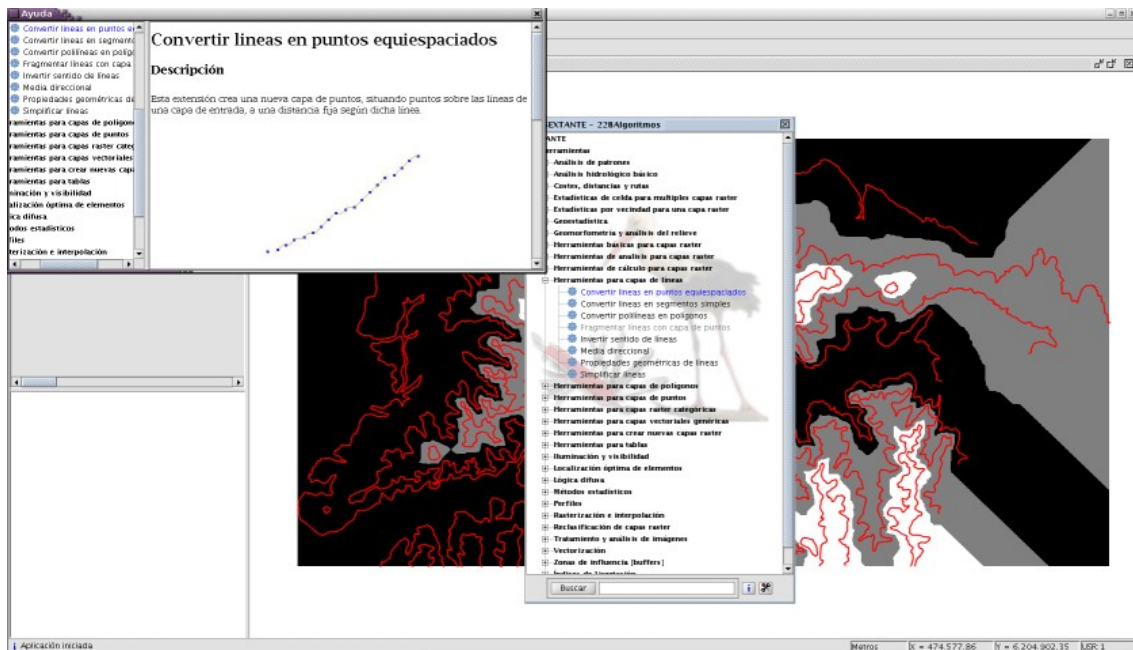 Ayuda
Convertir líneas en puntos
Convertir líneas en
Convertir polilíneas en
Fragmentar líneas con capa
Invertir sentido de líneas
Media direccional
Propiedades geométricas de
Simplificar líneas
ramientas para capas de
ramientas para capas de puntos
ramientas para capas raster
ramientas para capas vectoriales
ramientas para crear nuevas
ramientas para tablas
minación y visibilidad
alización óptima de elementos
ica difusa
odos estadísticos
files
terización e interpolación
Convertir lineas en puntos equiespaciados
Descripción
Esta extensión crea una nueva capa de puntos, situando puntos sobre las líneas de
una capa de entrada, a una distancia fija según dicha línea.
SEXTANTE - 228Algoritmos
ANTE
erramientas
Análisis de patrones
Análisis hidrológico básico
Costes, distancias y rutas
Estadísticas de celda para multiples capas raster
Estadísticas por vecindad para una capa raster
Geoestadística
Geomorfometría y análisis del relieve
Herramientas básicas para capas raster
Herramientas de analisis para capas raster
Herramientas de cálculo para capas raster
Herramientas para capas de líneas
Convertir líneas en puntos equiespaciados
Convertir líneas en segmentos simples
Convertir polilíneas en polígonos
Fragmentar líneas con capa de puntos
Invertir sentido de líneas
Media direccional
Propiedades geométricas de líneas
Simplificar líneas
Herramientas para capas de polígonos
Herramientas para capas de puntos
Herramientas para capas raster categóricas
Herramientas para capas vectoriales genéricas
Herramientas para crear nuevas capas raster
Herramientas para tablas
Iluminación y visibilidad
Localización óptima de elementos
Lógica difusa
Métodos estadísticos
Perfiles
Rasterización e interpolación
Reclasificación de capas raster
Tratamiento y análisis de imágenes
Vectorización
Zonas de influencia [buffers]
Índices de Vegetación
Buscar
Aplicación iniciada
Metros
X = 474.577,86
Y = 6.204.902,35
USR:1